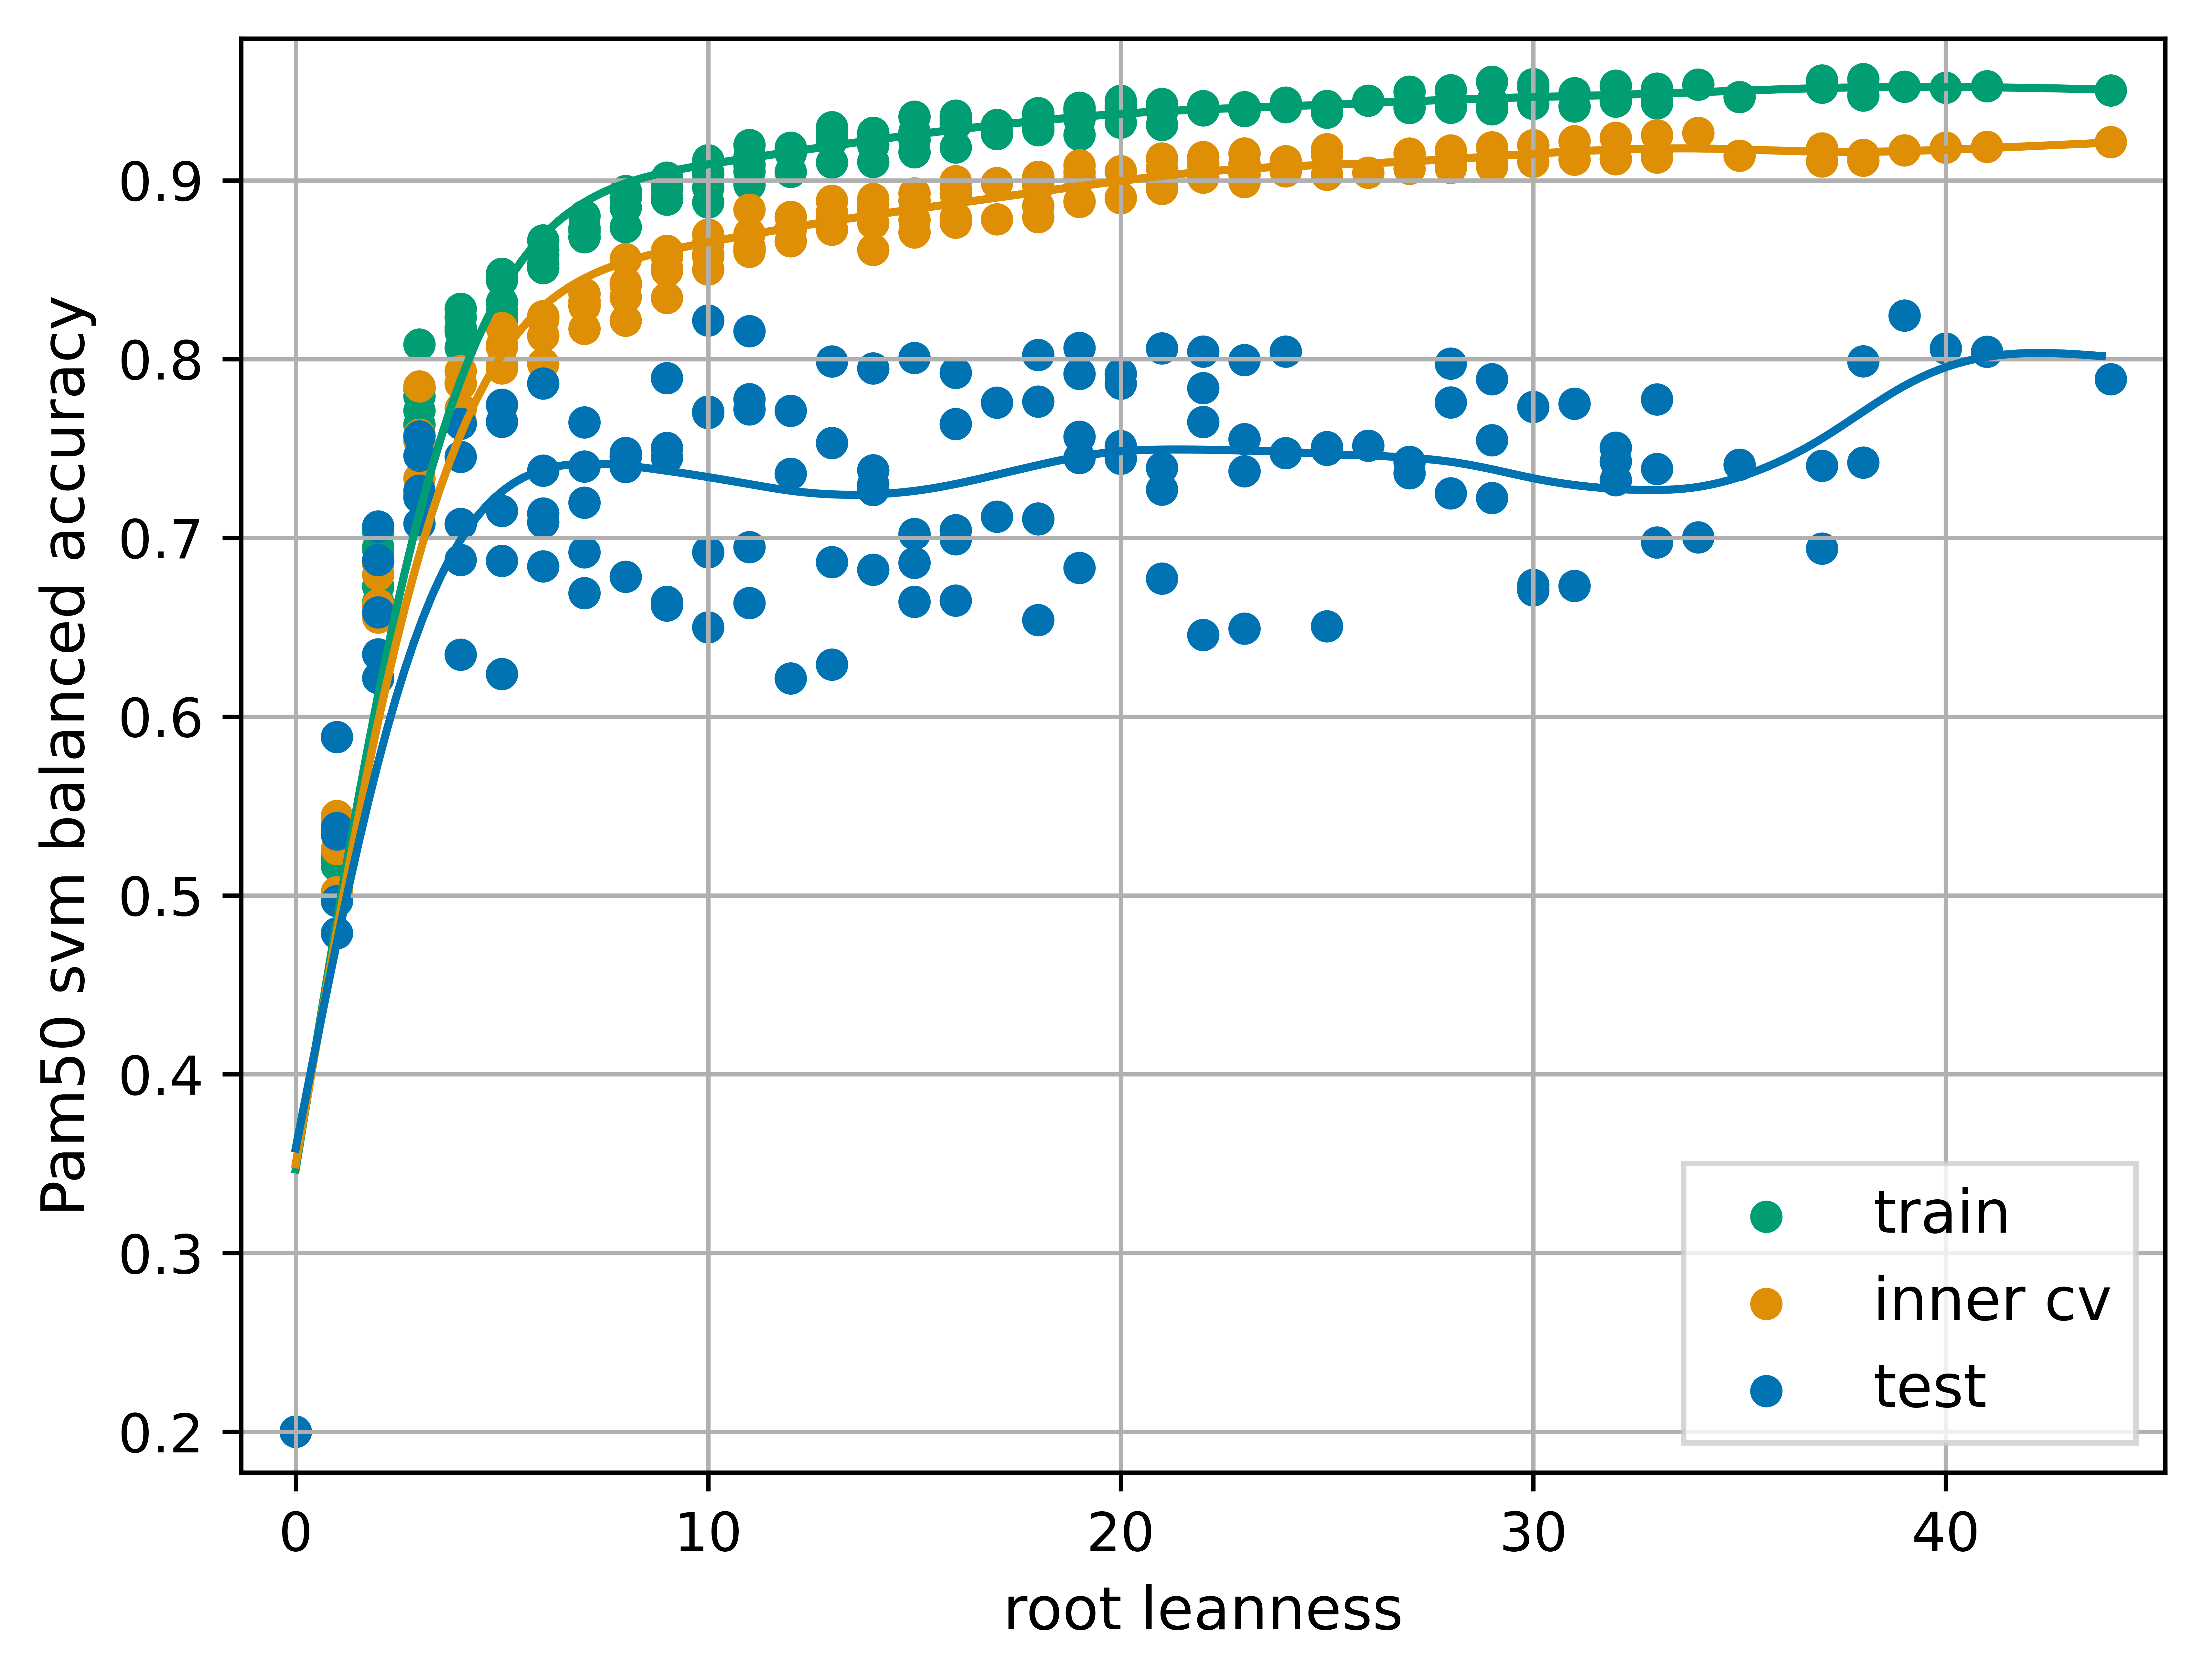 Pam50 svm balanced accuracy
0.9
0.8
0.7
0.6
0.5
0.4
0.3
0.2
0
10
20
30
40
root leanness
train
inner cv
test